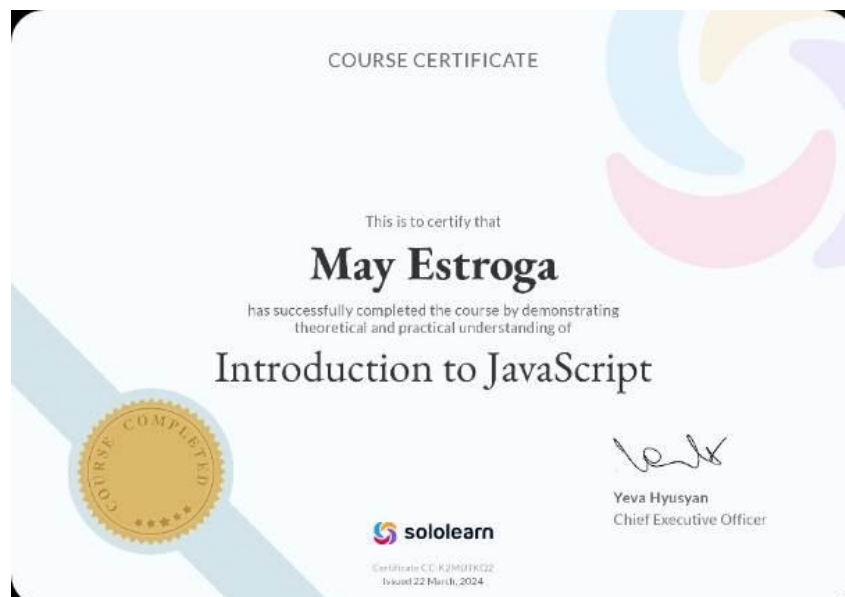 COURSE CERTIFICATE
This is to certify that
May Estroga
has successfully completed the course by demonstrating
theoretical and practical understanding of
Introduction to JavaScript
COURSE COMPLETED
Yeva Hyusyan
Chief Executive Officer
sololearn
Certificate
Issued 22 March, 2024